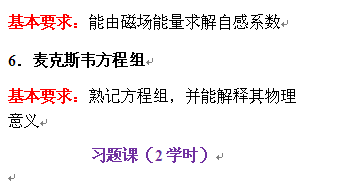 基本要求：能由磁场能量求解自感系数
6．麦克斯韦方程组
基本要求：熟记方程组，并能解释其物理
意义
习题课（2 学时）